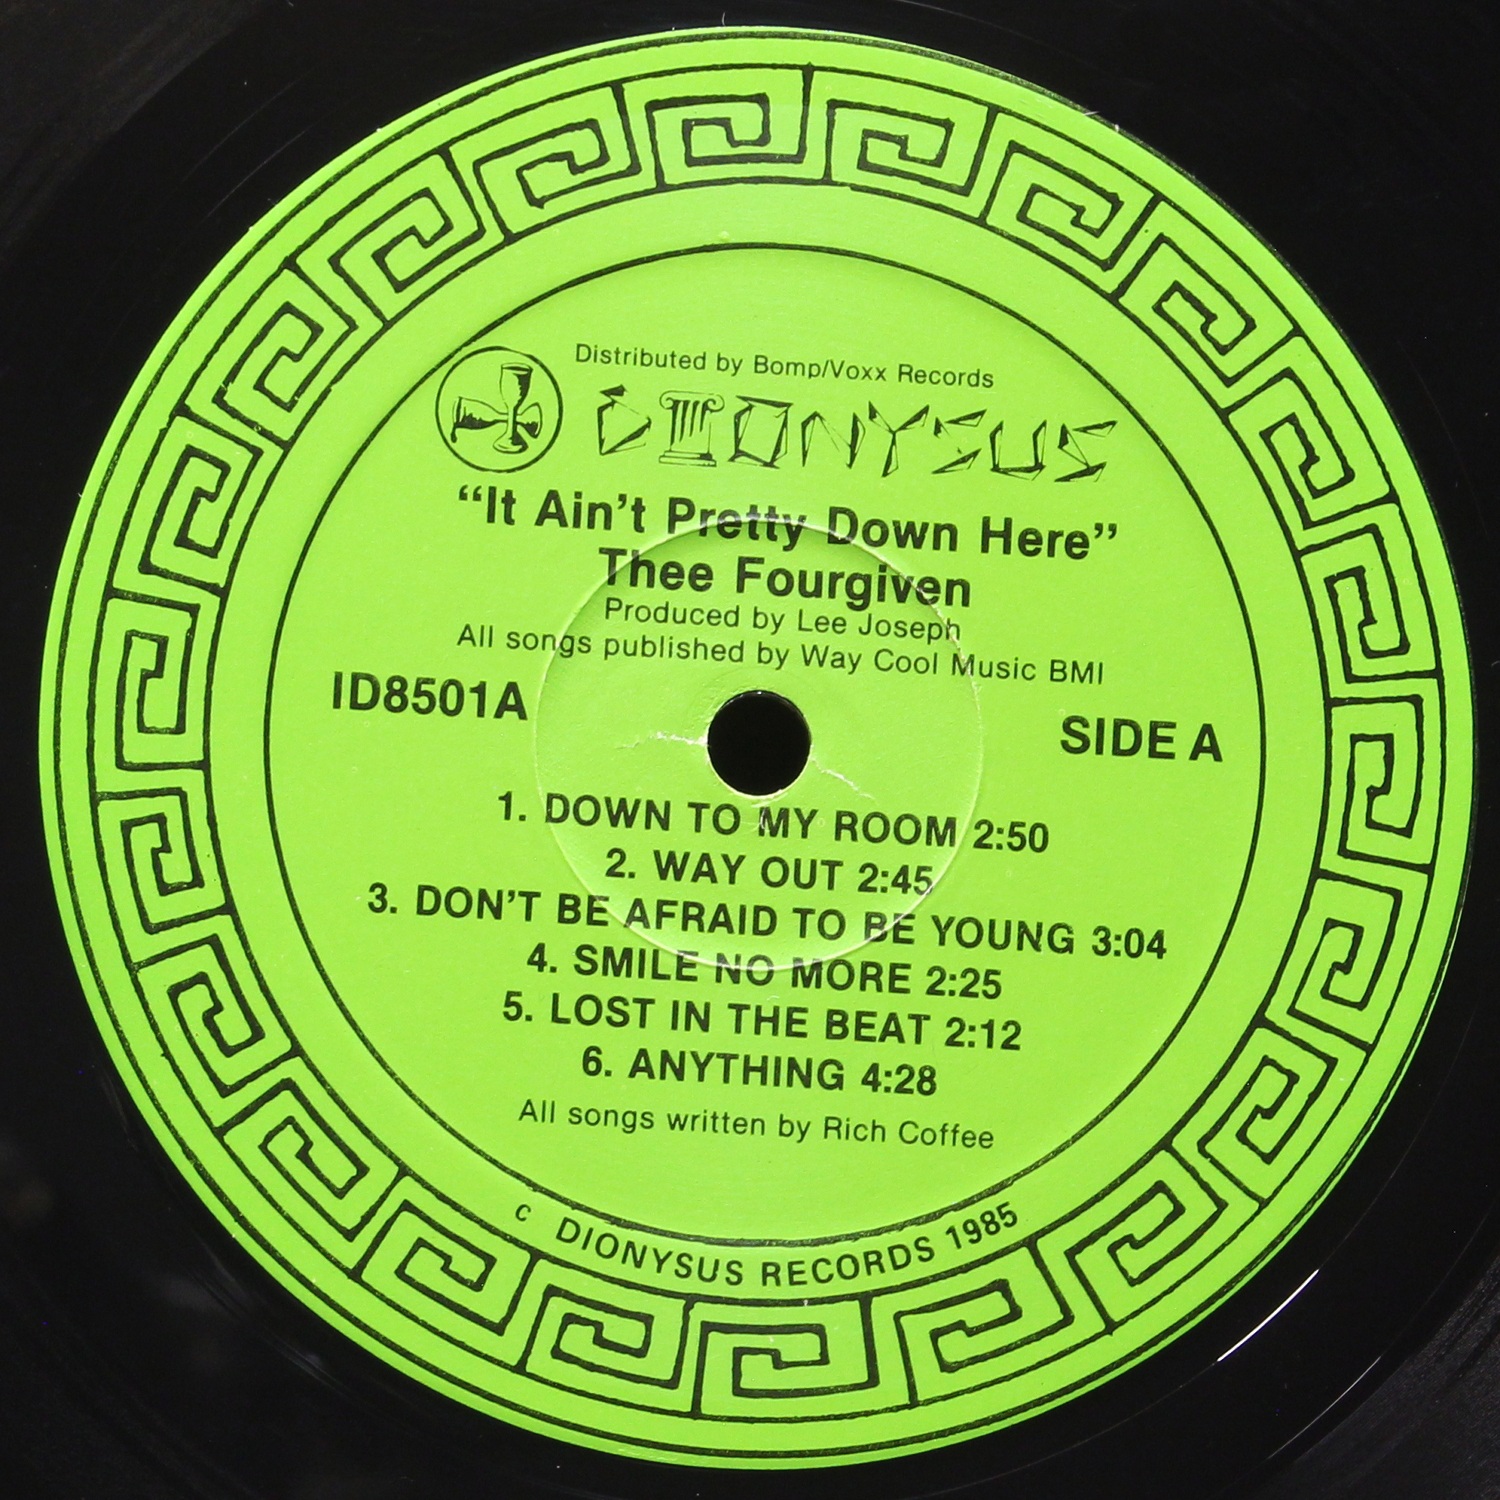 Distributed by Bomp/Voxx Records
DIONYSUS
“It Ain’t Pretty Down Here”
Thee Fourgiven
Produced by Lee Joseph
All songs published by Way Cool Music BMI
ID8501A
SIDE A
1. DOWN TO MY ROOM 2:50
2. WAY OUT 2:45
3. DON’T BE AFRAID TO BE YOUNG 3:04
4. SMILE NO MORE 2:25
5. LOST IN THE BEAT 2:12
6. ANYTHING 4:28
All songs written by Rich Coffee
c DIONYSUS RECORDS 1985